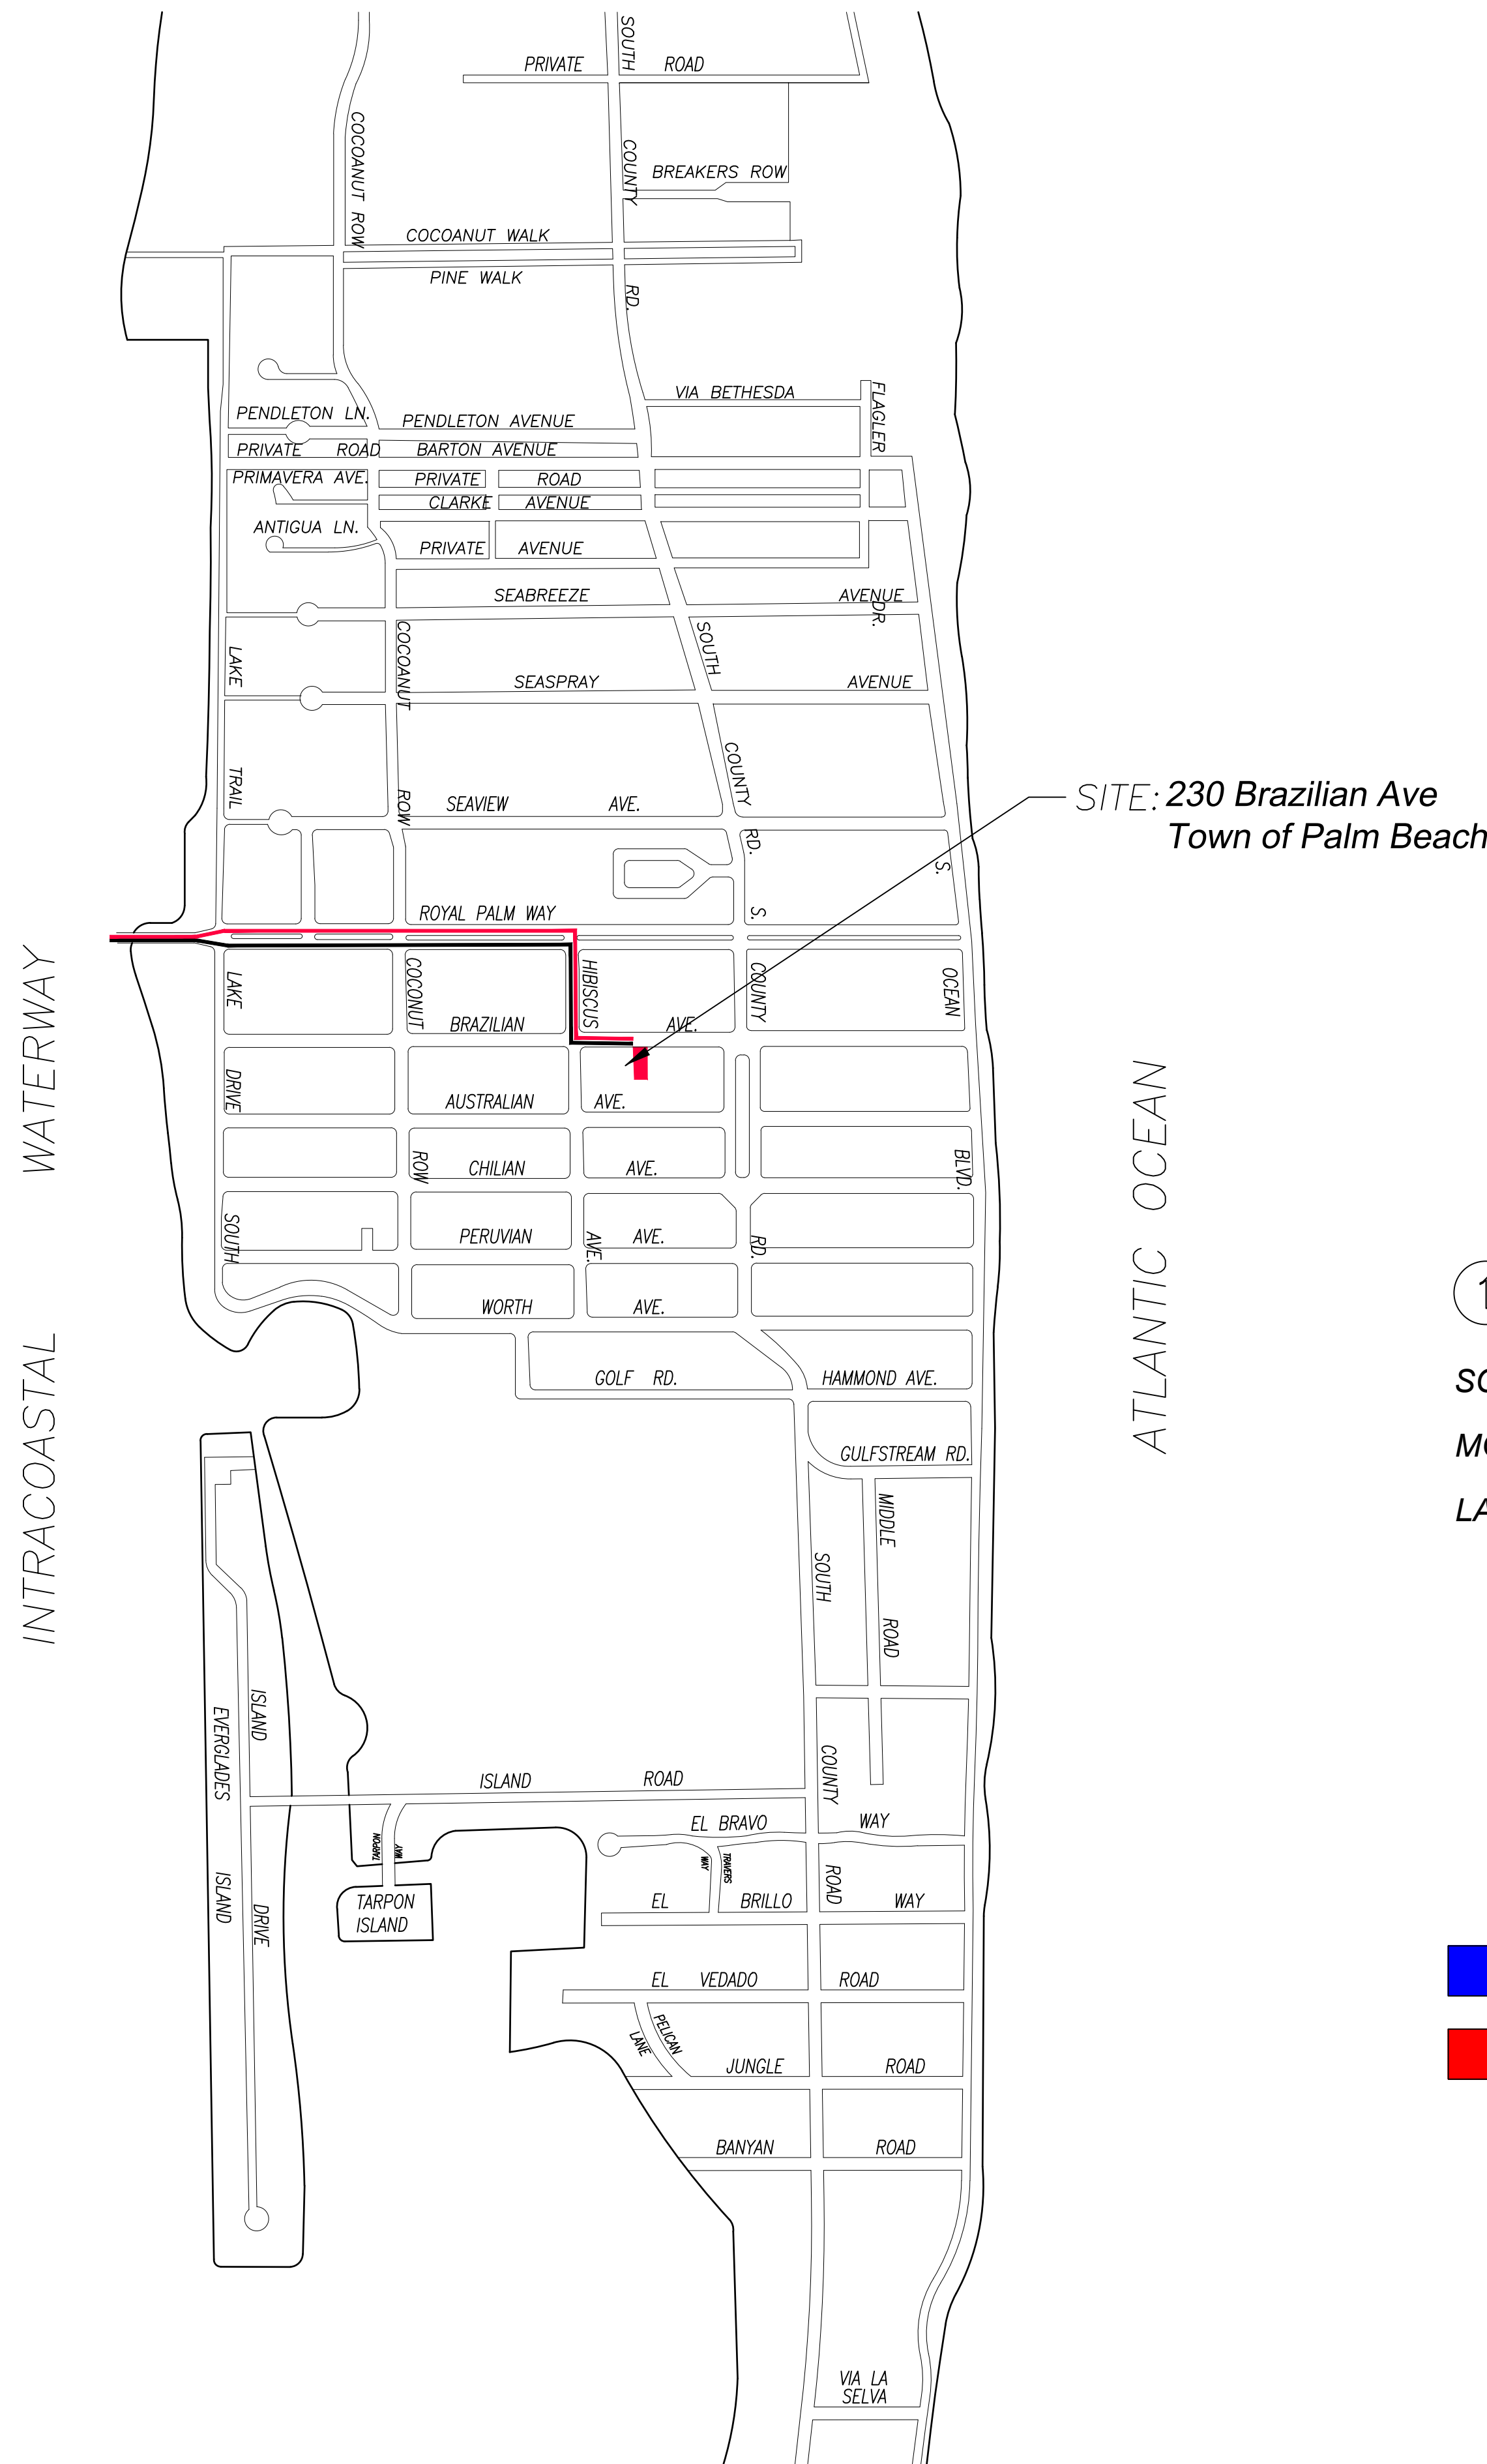 SOUTH
PRIVATE ROAD
COCOANUT ROW
COUNTY
BREAKERS ROW
COCOANUT WALK
PINE WALK
RD.
VIA BETHESDA
FLAGLER
PENDLETON LN.
PENDLETON AVENUE
PRIVATE ROAD
BARTON AVENUE
PRIMAVERA AVE.
PRIVATE ROAD
CLARKE AVENUE
ANTIGUA LN.
PRIVATE AVENUE
SEABREEZE AVENUE
DR.
LAKE
COCOANUT
SOUTH
SEASPRAY AVENUE
TRAIL
ROW
COUNTY
SEAVIEW AVE.
SITE: 230 Brazilian Ave
Town of Palm Beach
RD.
S.
ROYAL PALM WAY
S.
LAKE
COCONUT
HIBISCUS
COUNTY
OCEAN
BRAZILIAN AVE.
DRIVE
AUSTRALIAN AVE.
ROW
CHILIAN AVE.
BLVD.
SOUTH
PERUVIAN AVE.
AVE.
RD.
WORTH AVE.
INTRACOASTAL WATERWAY
ATLANTIC OCEAN
1
GOLF RD.
HAMMOND AVE.
SO
LA
GULFSTREAM RD.
MIDDLE
SOUTH
ROAD
ISLAND
EVERGLADES
COUNTY
ISLAND ROAD
EL BRAVO WAY
TARPON
WAY
WAY
TRAVERS
ROAD
ISLAND
DRIVE
TARPON
ISLAND
EL BRILLO WAY
EL VEDADO ROAD
PELICAN
LANE
JUNGLE ROAD
BANYAN ROAD
VIA LA
SELVA